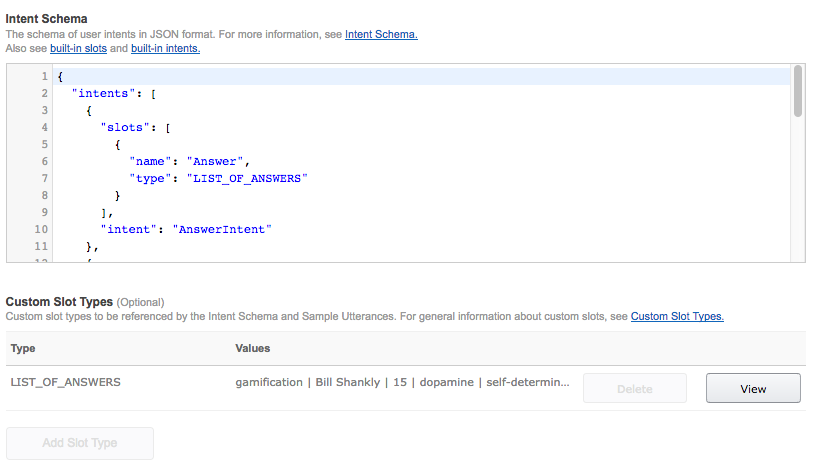 Intent Schema
The schema of user intents in JSON format. For more information, see Intent Schema.
Also see built-in slots and built-in intents.
1 {
2 "intents": [
3 {
4 "slots": [
5 {
6 "name": "Answer",
7 "type": "LIST_OF_ANSWERS"
8 }
9 ],
10 "intent": "AnswerIntent"
11 },
12 {
Custom Slot Types (Optional)
Custom slot types to be referenced by the Intent Schema and Sample Utterances. For general information about custom slots, see Custom Slot Types.
Type Values
LIST_OF_ANSWERS gamification | Bill Shankly | 15 | dopamine | self-determin... Delete View
Add Slot Type